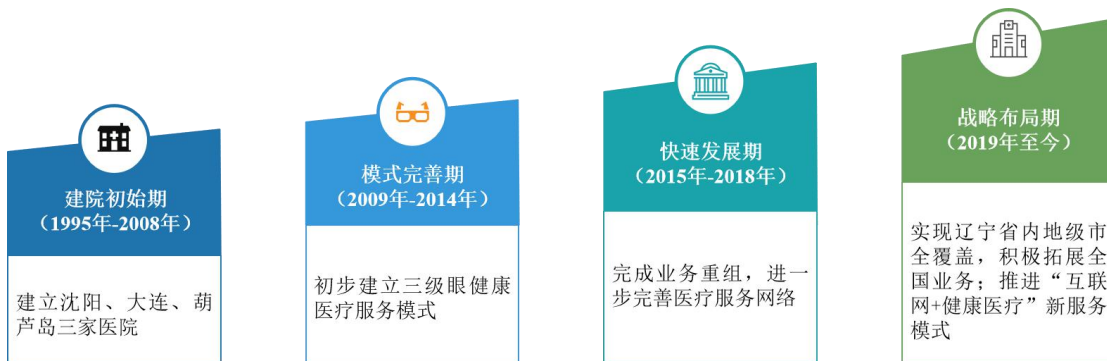 建院初始期
（1995年-2008年）
建立沈阳、大连、葫
芦岛三家医院
模式完善期
（2009年-2014年）
初步建立三级眼健康
医疗服务模式
快速发展期
（2015年-2018年）
完成业务重组，进一
步完善医疗服务网络
战略布局期
（2019年至今）
实现辽宁省内地级市
全覆盖，积极拓展全
国业务；推进“互联
网+健康医疗”新服务
模式